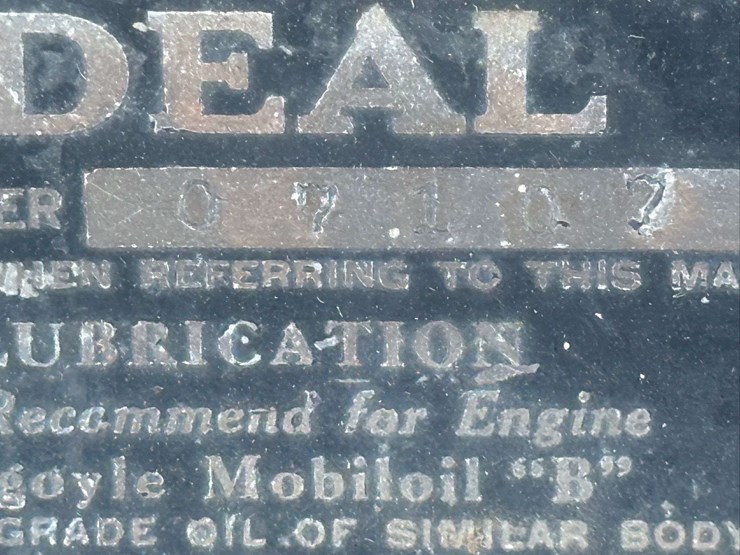 DEAL
ER 07107
WHEN REFERRING TO THIS MA
LUBRICATION
Recommend for Engine
goyle Mobiloil "B"
GRADE OIL OF SIMILAR BODY